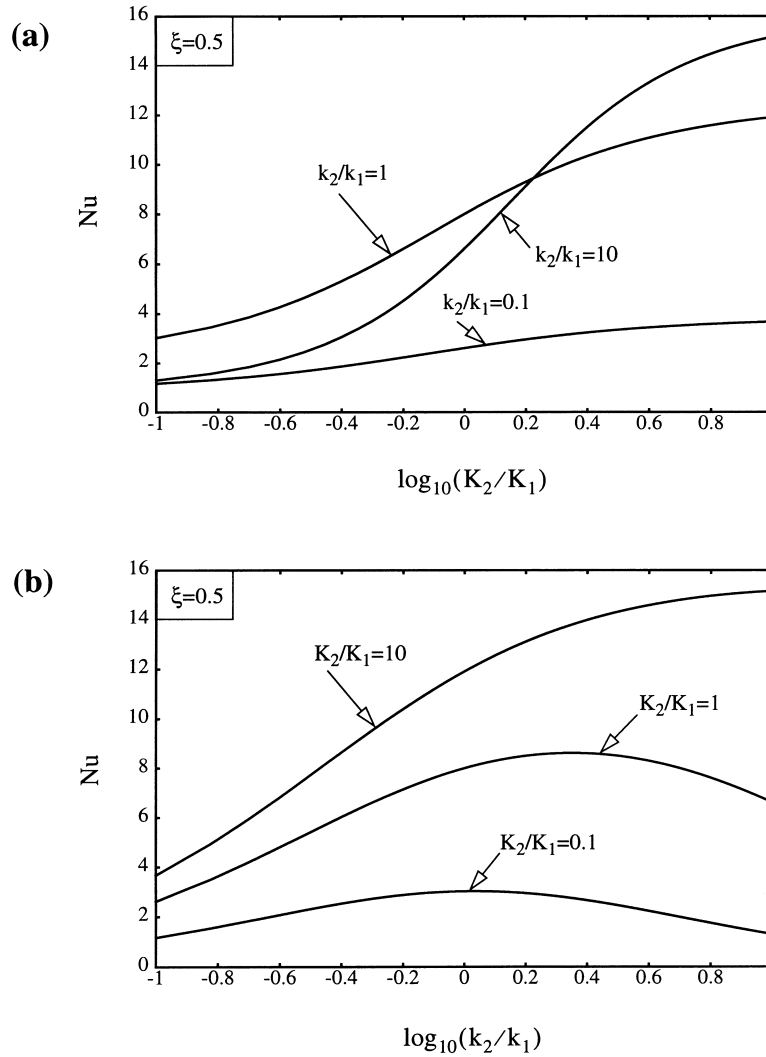 (a)
ξ=0.5
16
14
12
10
8
6
4
2
0
Nu
k₂/k₁=1
k₂/k₁=10
k₂/k₁=0.1
-1 -0.8 -0.6 -0.4 -0.2 0 0.2 0.4 0.6 0.8
log₁₀(K₂/K₁)
(b)
ξ=0.5
16
14
12
10
8
6
4
2
0
Nu
K₂/K₁=10
K₂/K₁=1
K₂/K₁=0.1
-1 -0.8 -0.6 -0.4 -0.2 0 0.2 0.4 0.6 0.8
log₁₀(k₂/k₁)